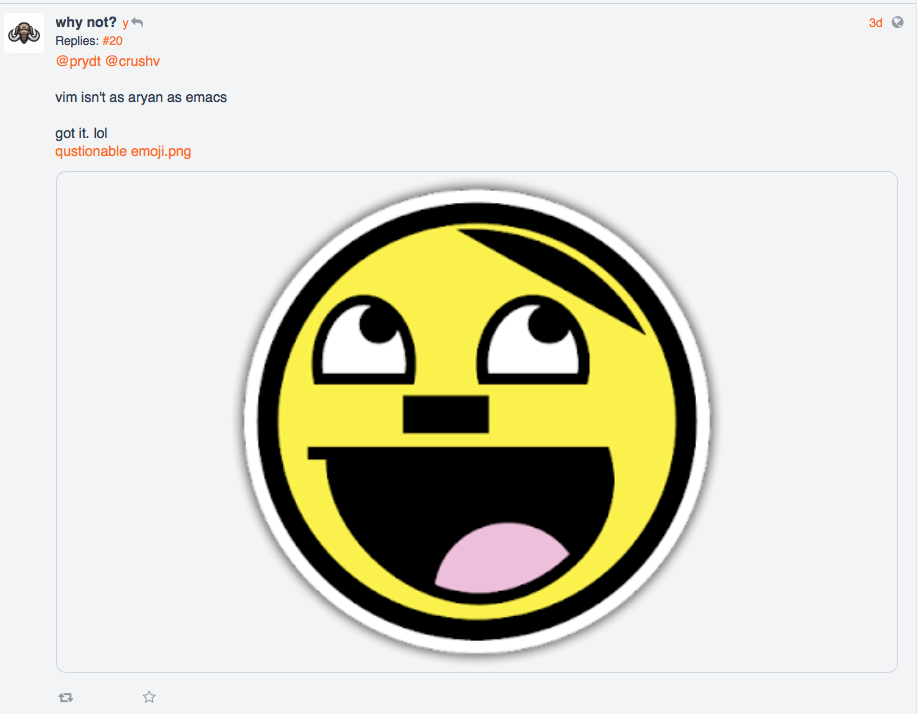 why not? y
3d
Replies: #20
@prydt @crushv
vim isn't as aryan as emacs
got it. lol
qustionable emoji.png